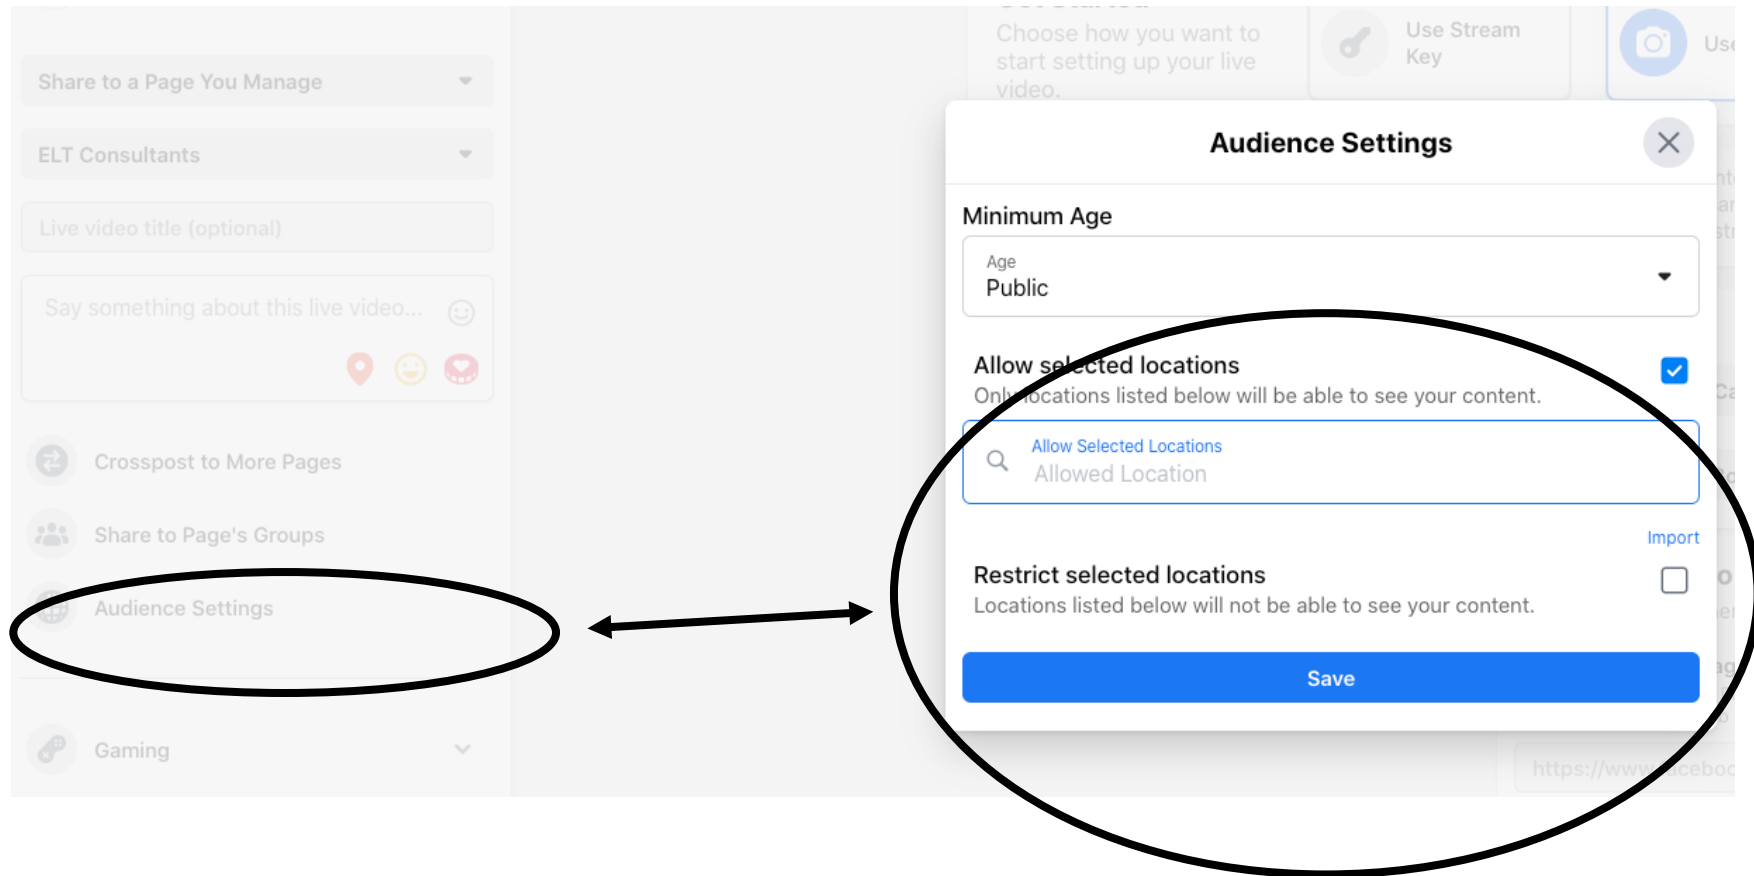 Choose how you want to
start setting up your live
video.
Use Stream
Key
Share to a Page You Manage
ELT Consultants
Live video title (optional)
Say something about this live video...
Crosspost to More Pages
Share to Page's Groups
Audience Settings
Gaming
Audience Settings
Minimum Age
Age
Public
Allow selected locations
Only locations listed below will be able to see your content.
Allow Selected Locations
Allowed Location
Import
Restrict selected locations
Locations listed below will not be able to see your content.
Save